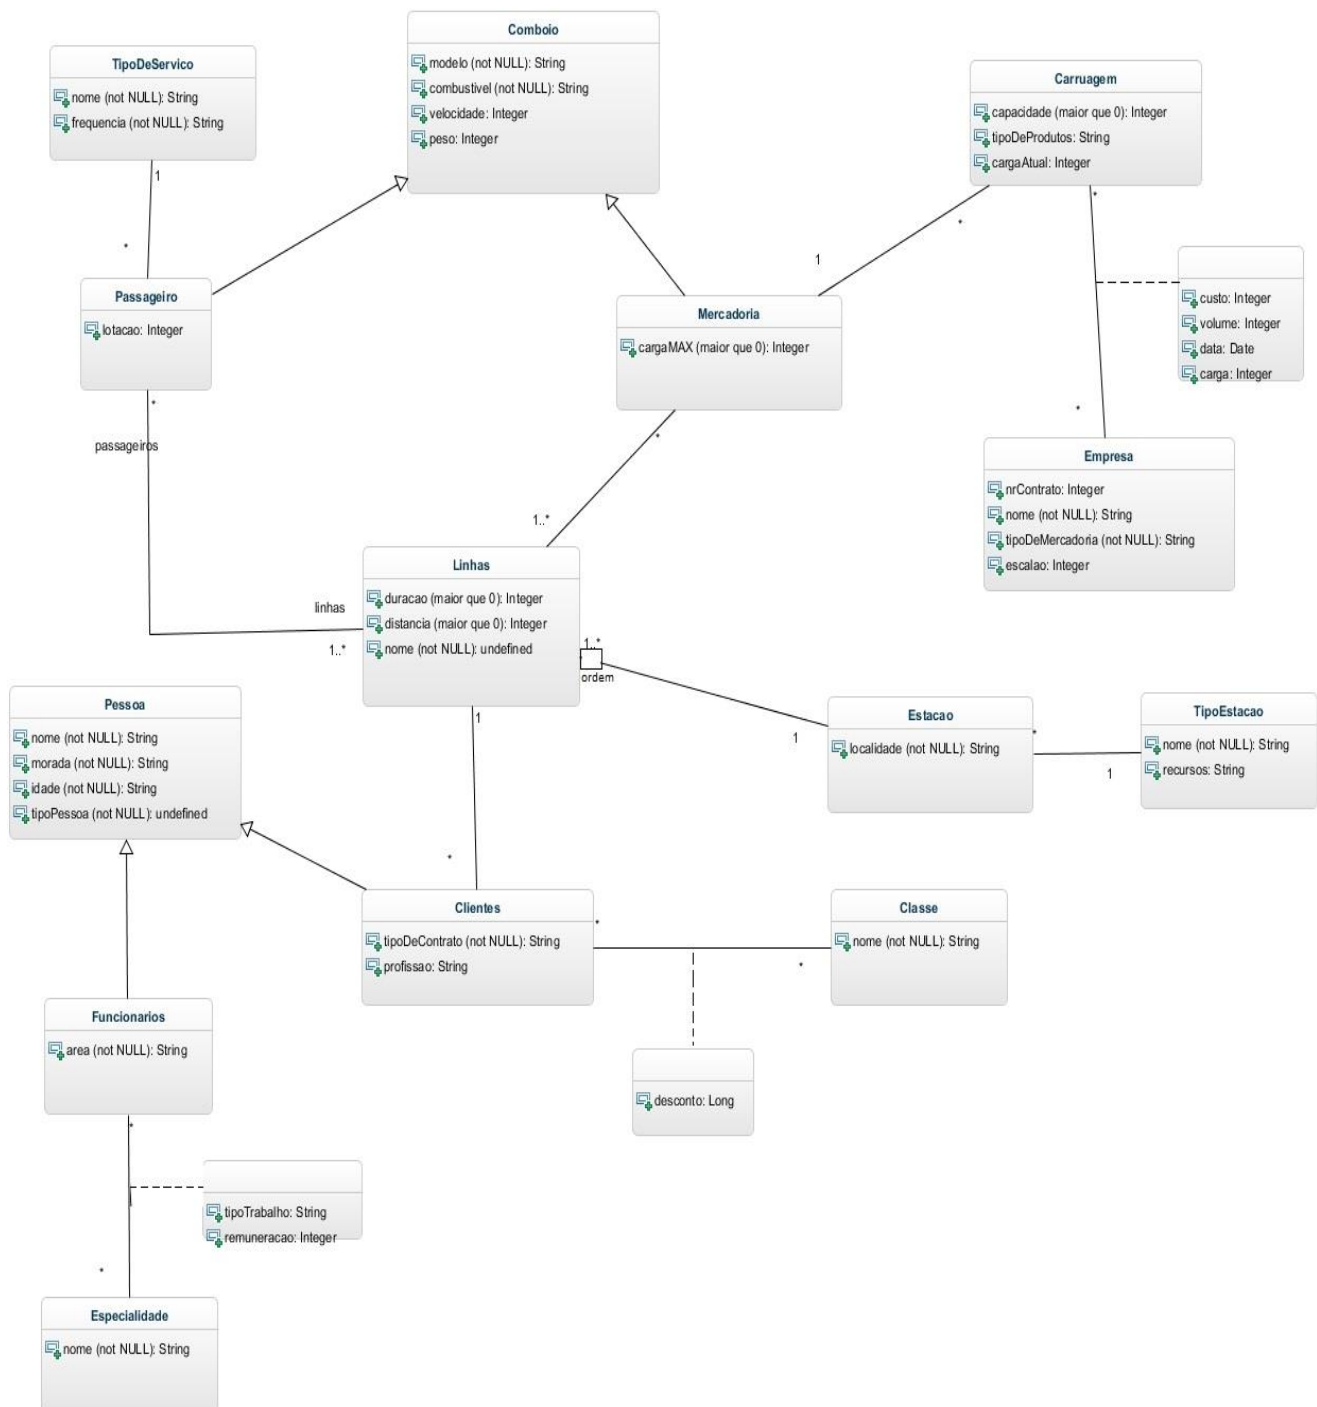 Comboio
modelo (not NULL): String
combustivel (not NULL): String
velocidade: Integer
peso: Integer
TipoDeServico
nome (not NULL): String
frequência (not NULL): String
1
*
Carruagem
capacidade (maior que 0): Integer
tipoDeProdutos: String
cargaAtual: Integer
*
*
1
custo: Integer
volume: Integer
data: Date
carga: Integer
Passageiro
lotacao: Integer
*
passageiros
Mercadoria
cargaMAX (maior que 0): Integer
*
*
Empresa
nrContrato: Integer
nome (not NULL): String
tipoDeMercadoria (not NULL): String
escalao: Integer
1..*
Linhas
duracao (maior que 0): Integer
distância (maior que 0): Integer
nome (not NULL): undefined
linhas
1..*
1..*
*
ordem
1
1
Estacao
localidade (not NULL): String
*
1
TipoEstacao
nome (not NULL): String
recursos: String
Pessoa
nome (not NULL): String
morada (not NULL): String
idade (not NULL): String
tipoPessoa (not NULL): undefined
*
Clientes
tipoDeContrato (not NULL): String
profissao: String
*
*
Classe
nome (not NULL): String
desconto: Long
Funcionarios
area (not NULL): String
*
tipoTrabalho: String
remuneracao: Integer
*
Especialidade
nome (not NULL): String